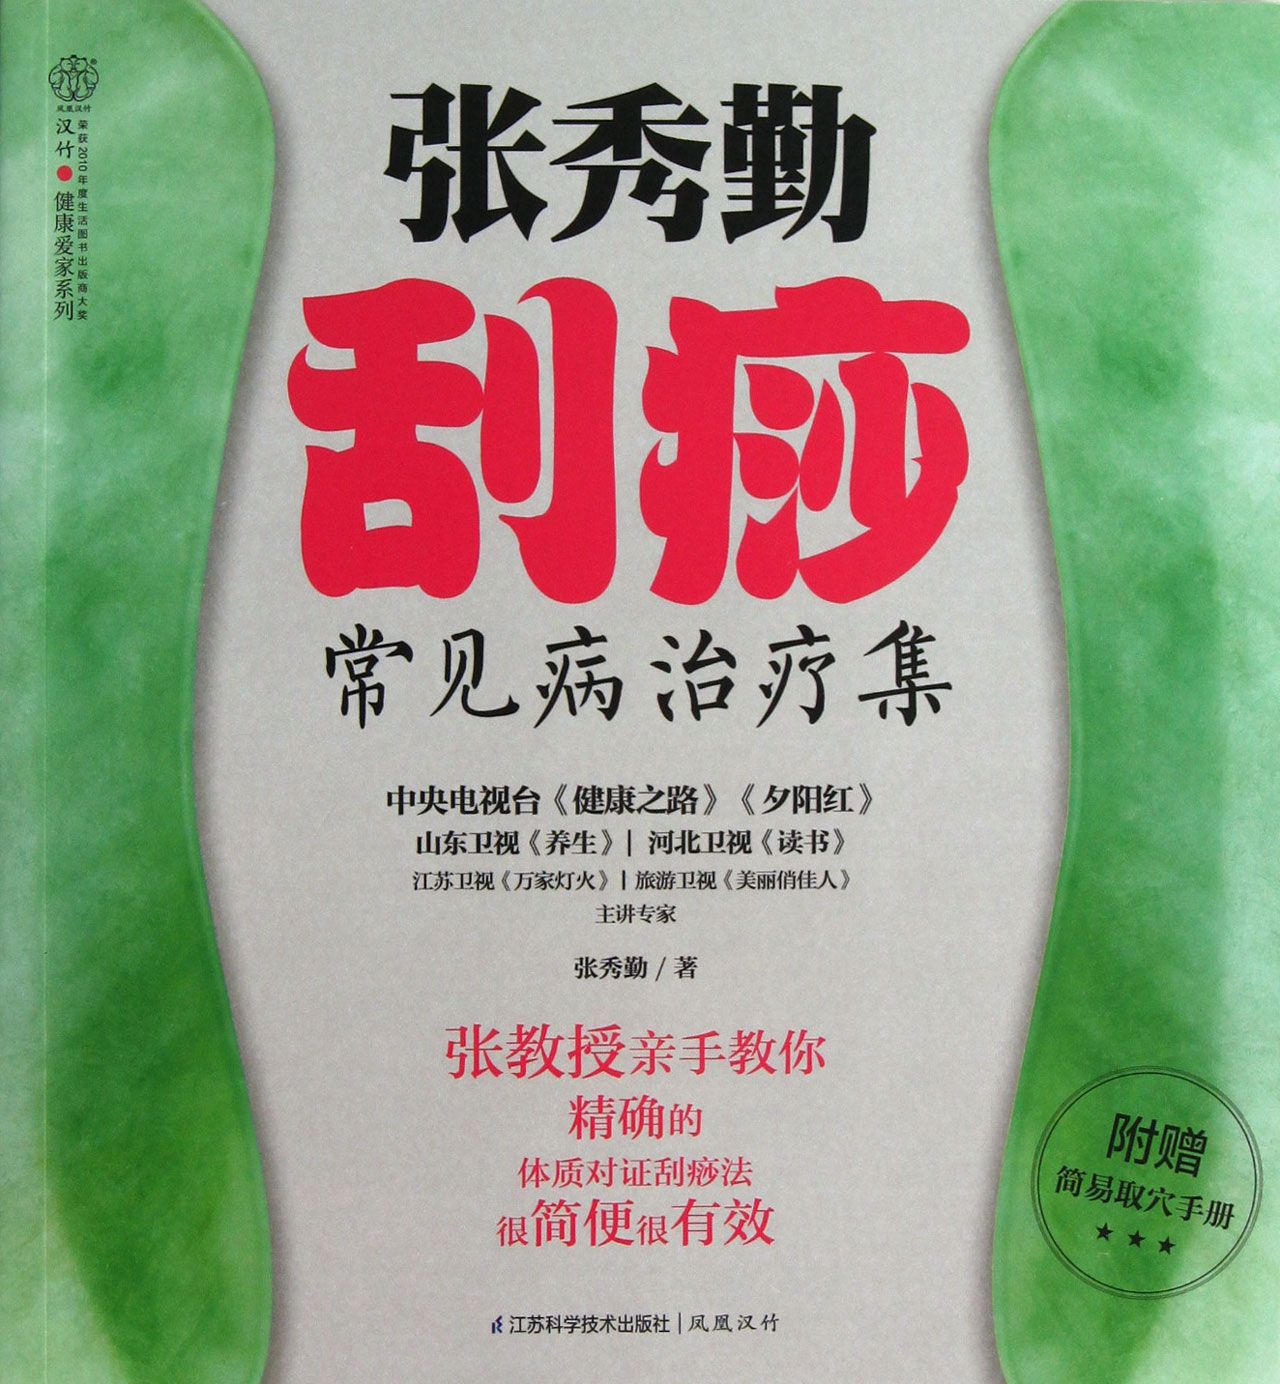 凤凰汉竹
汉竹●健康爱家系列
荣获2010年度生活图书出版商大奖
张秀勤
刮痧
常见病治疗集
中央电视台《健康之路》《夕阳红》
山东卫视《养生》| 河北卫视《读书》
江苏卫视《万家灯火》| 旅游卫视《美丽俏佳人》
主讲专家
张秀勤 / 著
张教授亲手教你
精确的
体质对证刮痧法
很简便很有效
附赠
简易取穴手册
★ ★ ★
江苏科学技术出版社 | 凤凰汉竹